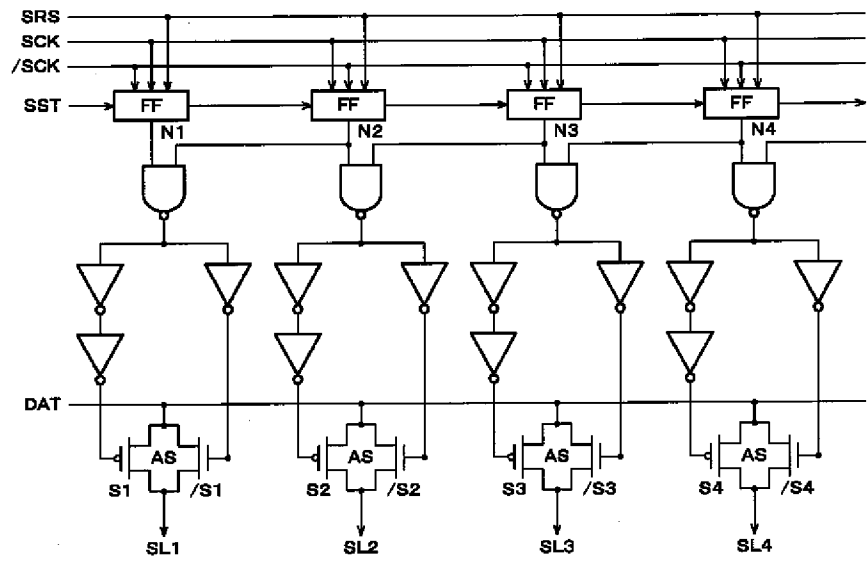 SRS
SCK
/SCK
SST FF FF FF FF
N1 N2 N3 N4
DAT
AS AS AS AS
S1 /S1 S2 /S2 S3 /S3 S4 /S4
SL1 SL2 SL3 SL4